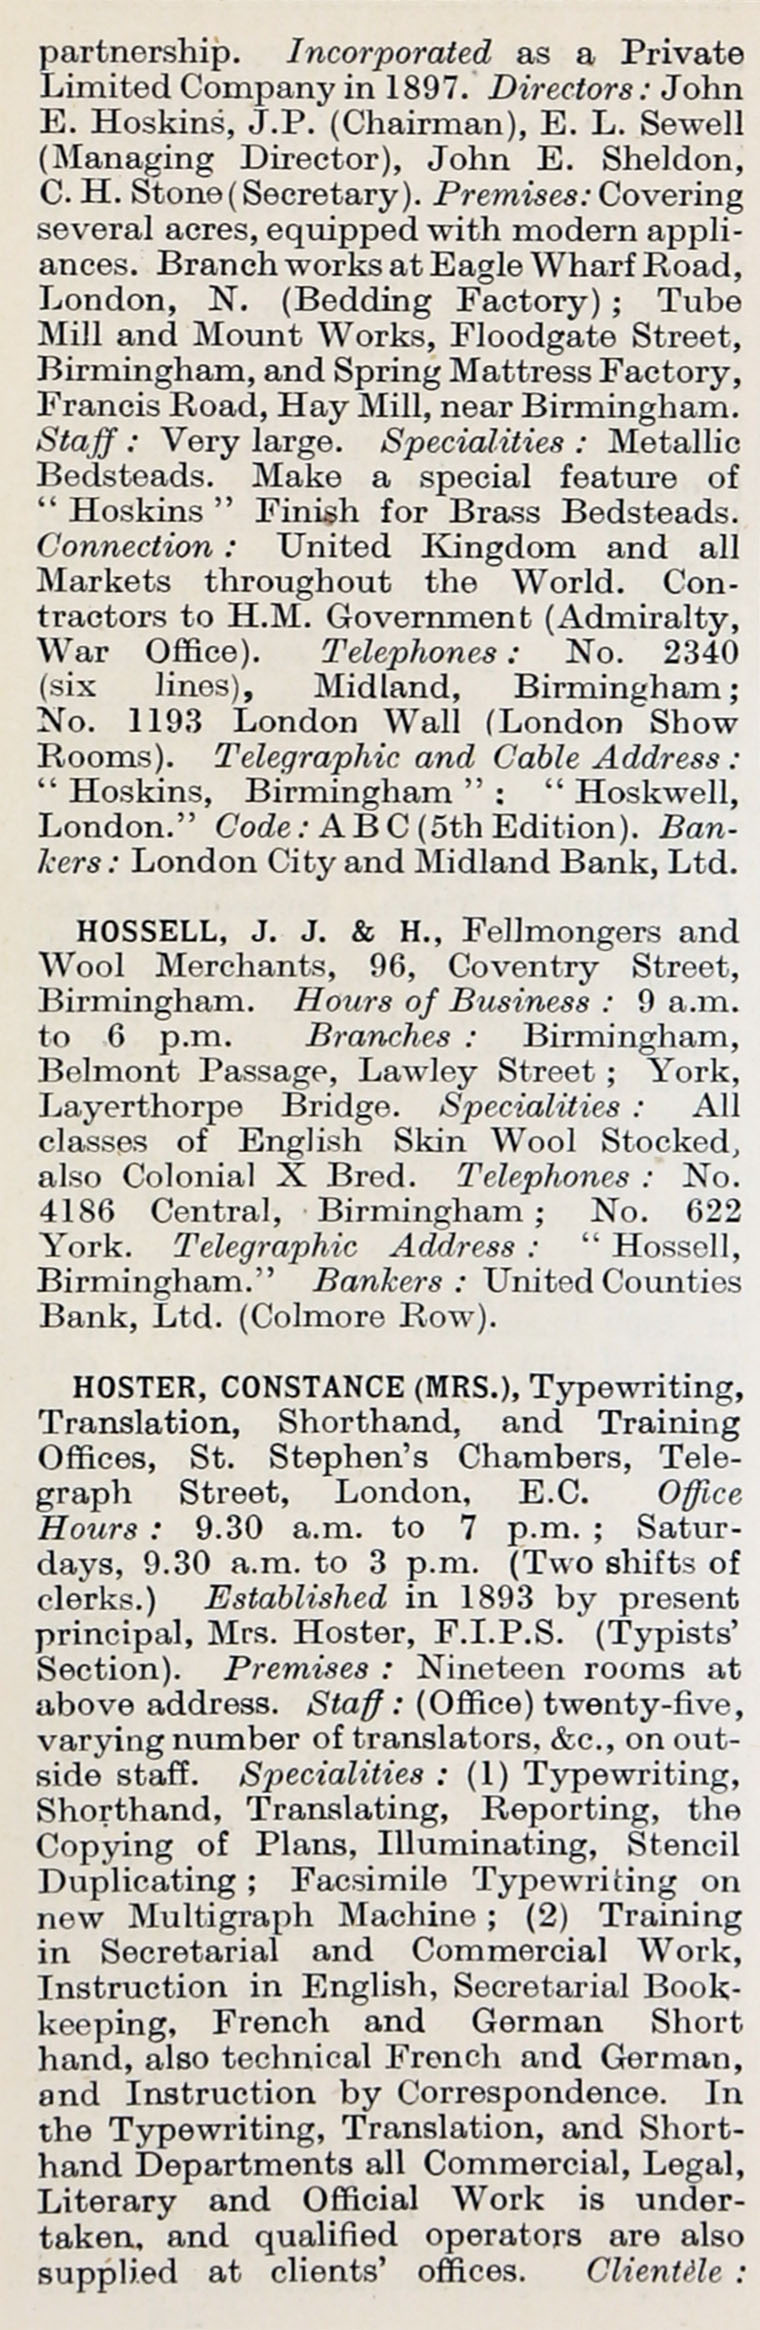 partnership. Incorporated as a Private
Limited Company in 1897. Directors: John
E. Hoskins, J.P. (Chairman), E. L. Sewell
(Managing Director), John E. Sheldon,
C. H. Stone (Secretary). Premises: Covering
several acres, equipped with modern appli-
ances. Branch works at Eagle Wharf Road,
London, N. (Bedding Factory); Tube
Mill and Mount Works, Floodgate Street,
Birmingham, and Spring Mattress Factory,
Francis Road, Hay Mill, near Birmingham.
Staff: Very large. Specialities: Metallic
Bedsteads. Make a special feature of
"Hoskins" Finish for Brass Bedsteads.
Connection: United Kingdom and all
Markets throughout the World. Con-
tractors to H.M. Government (Admiralty,
War Office). Telephones: No. 2340
(six lines), Midland, Birmingham;
No. 1193 London Wall (London Show
Rooms). Telegraphic and Cable Address:
"Hoskins, Birmingham": "Hoskwell,
London." Code: A B C (5th Edition). Ban-
kers: London City and Midland Bank, Ltd.
HOSSELL, J. J. & H., Fellmongers and
Wool Merchants, 96, Coventry Street,
Birmingham. Hours of Business: 9 a.m.
to 6 p.m. Branches: Birmingham,
Belmont Passage, Lawley Street; York,
Layerthorpe Bridge. Specialities: All
classes of English Skin Wool Stocked,
also Colonial X Bred. Telephones: No.
4186 Central, Birmingham; No. 622
York. Telegraphic Address: "Hossell,
Birmingham." Bankers: United Counties
Bank, Ltd. (Colmore Row).
HOSTER, CONSTANCE (MRS.), Typewriting,
Translation, Shorthand, and Training
Offices, St. Stephen's Chambers, Tele-
graph Street, London, E.C. Office
Hours: 9.30 a.m. to 7 p.m.; Satur-
days, 9.30 a.m. to 3 p.m. (Two shifts of
clerks.) Established in 1893 by present
principal, Mrs. Hoster, F.I.P.S. (Typists'
Section). Premises: Nineteen rooms at
above address. Staff: (Office) twenty-five,
varying number of translators, &c., on out-
side staff. Specialities: (1) Typewriting,
Shorthand, Translating, Reporting, the
Copying of Plans, Illuminating, Stencil
Duplicating; Facsimile Typewriting on
new Multigraph Machine; (2) Training
in Secretarial and Commercial Work,
Instruction in English, Secretarial Book-
keeping, French and German Short
hand, also technical French and German,
and Instruction by Correspondence. In
the Typewriting, Translation, and Short-
hand Departments all Commercial, Legal,
Literary and Official Work is under-
taken, and qualified operators are also
supplied at clients' offices. Clientèle: